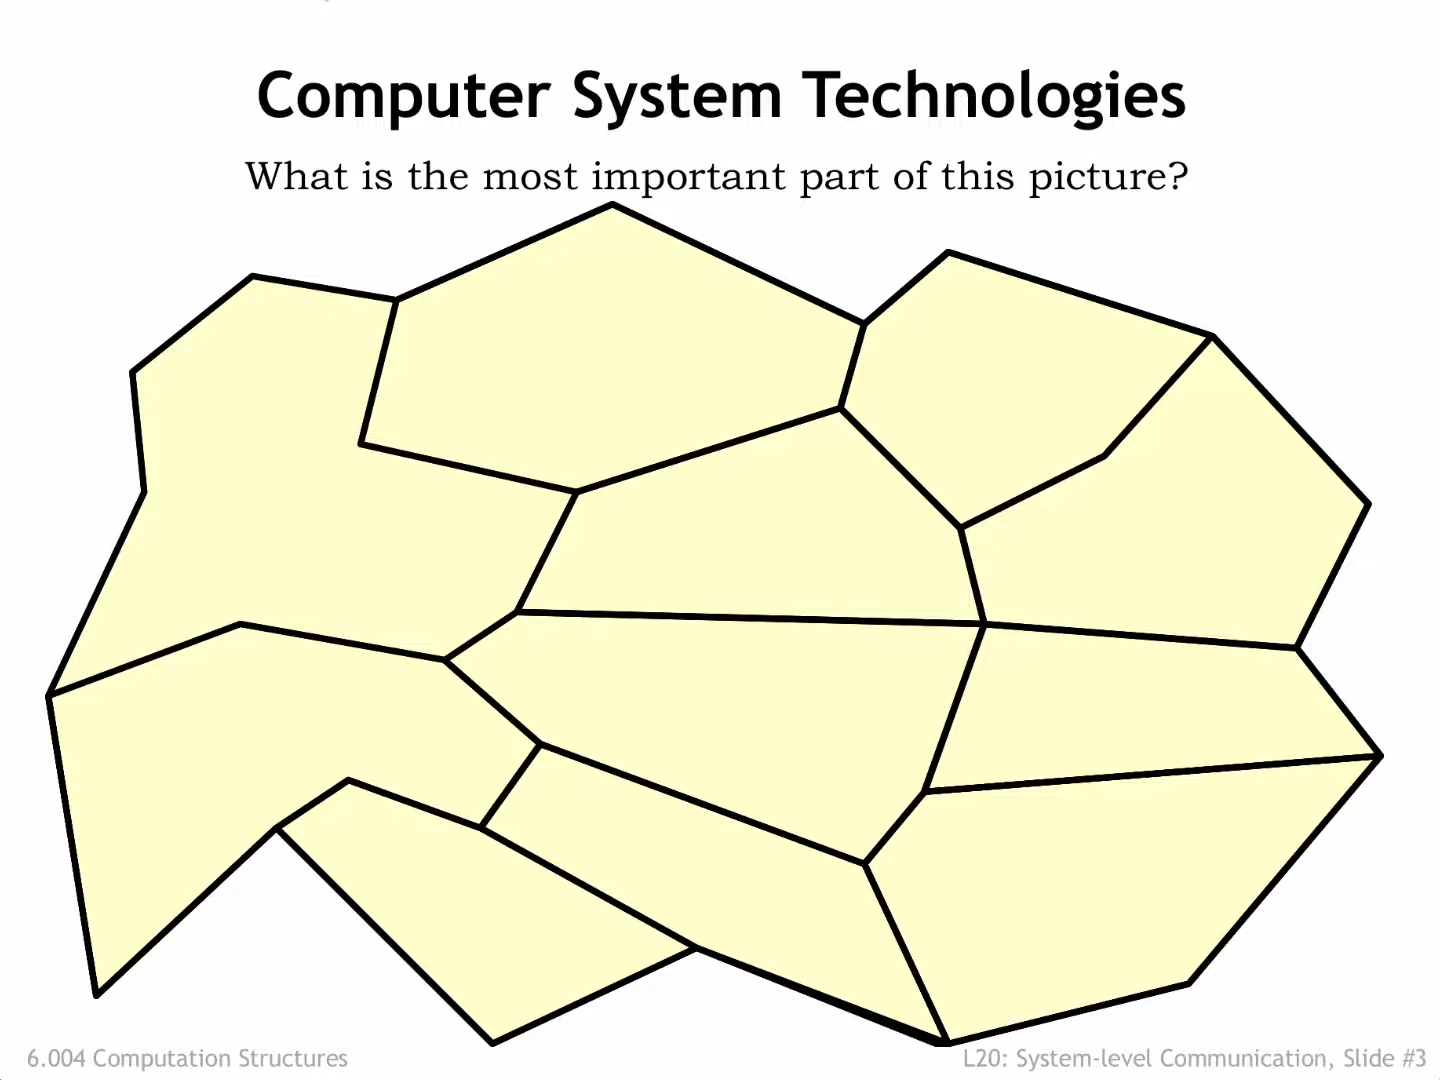 Computer System Technologies
What is the most important part of this picture?
6.004 Computation Structures
L20: System-level Communication, Slide #3